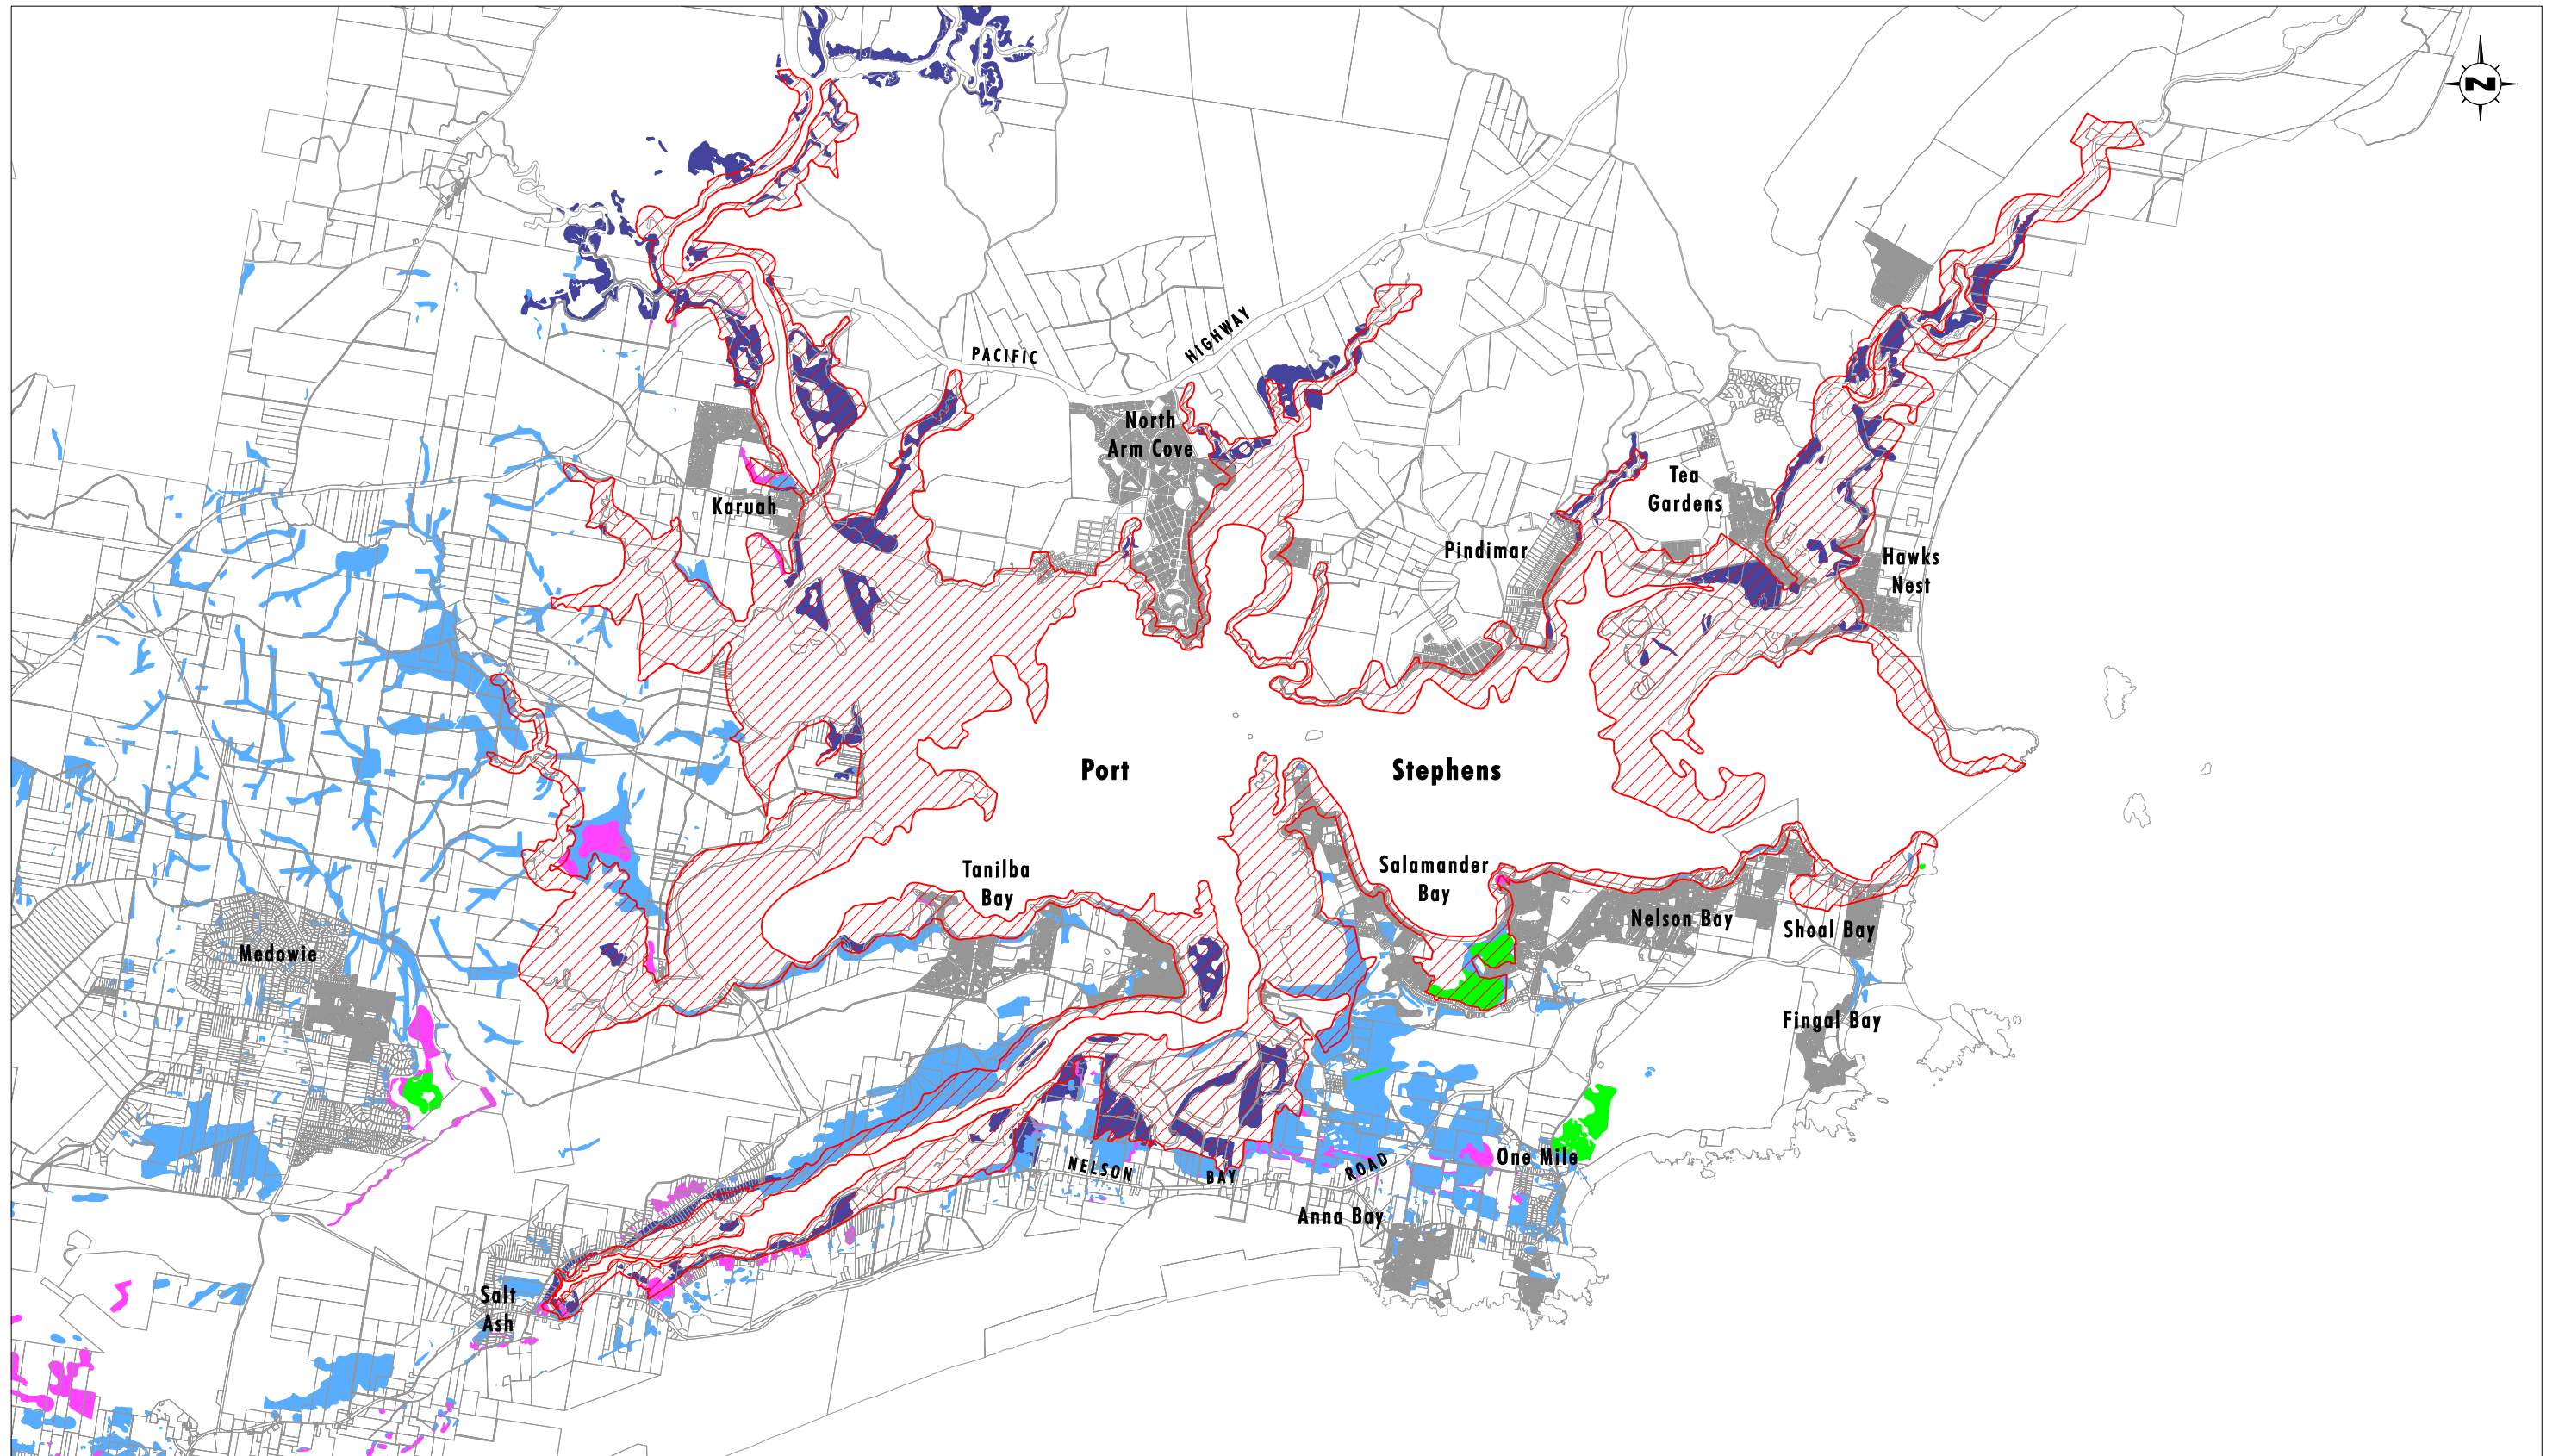 N
PACIFIC
HIGHWAY
North
Arm Cove
Karuah
Tea
Gardens
Pindimar
Hawks
Nest
Port
Stephens
Tanilba
Bay
Salamander
Bay
Nelson Bay
Shoal Bay
Medowie
Fingal Bay
One Mile
NELSON
BAY
ROAD
Anna Bay
Salt
Ash